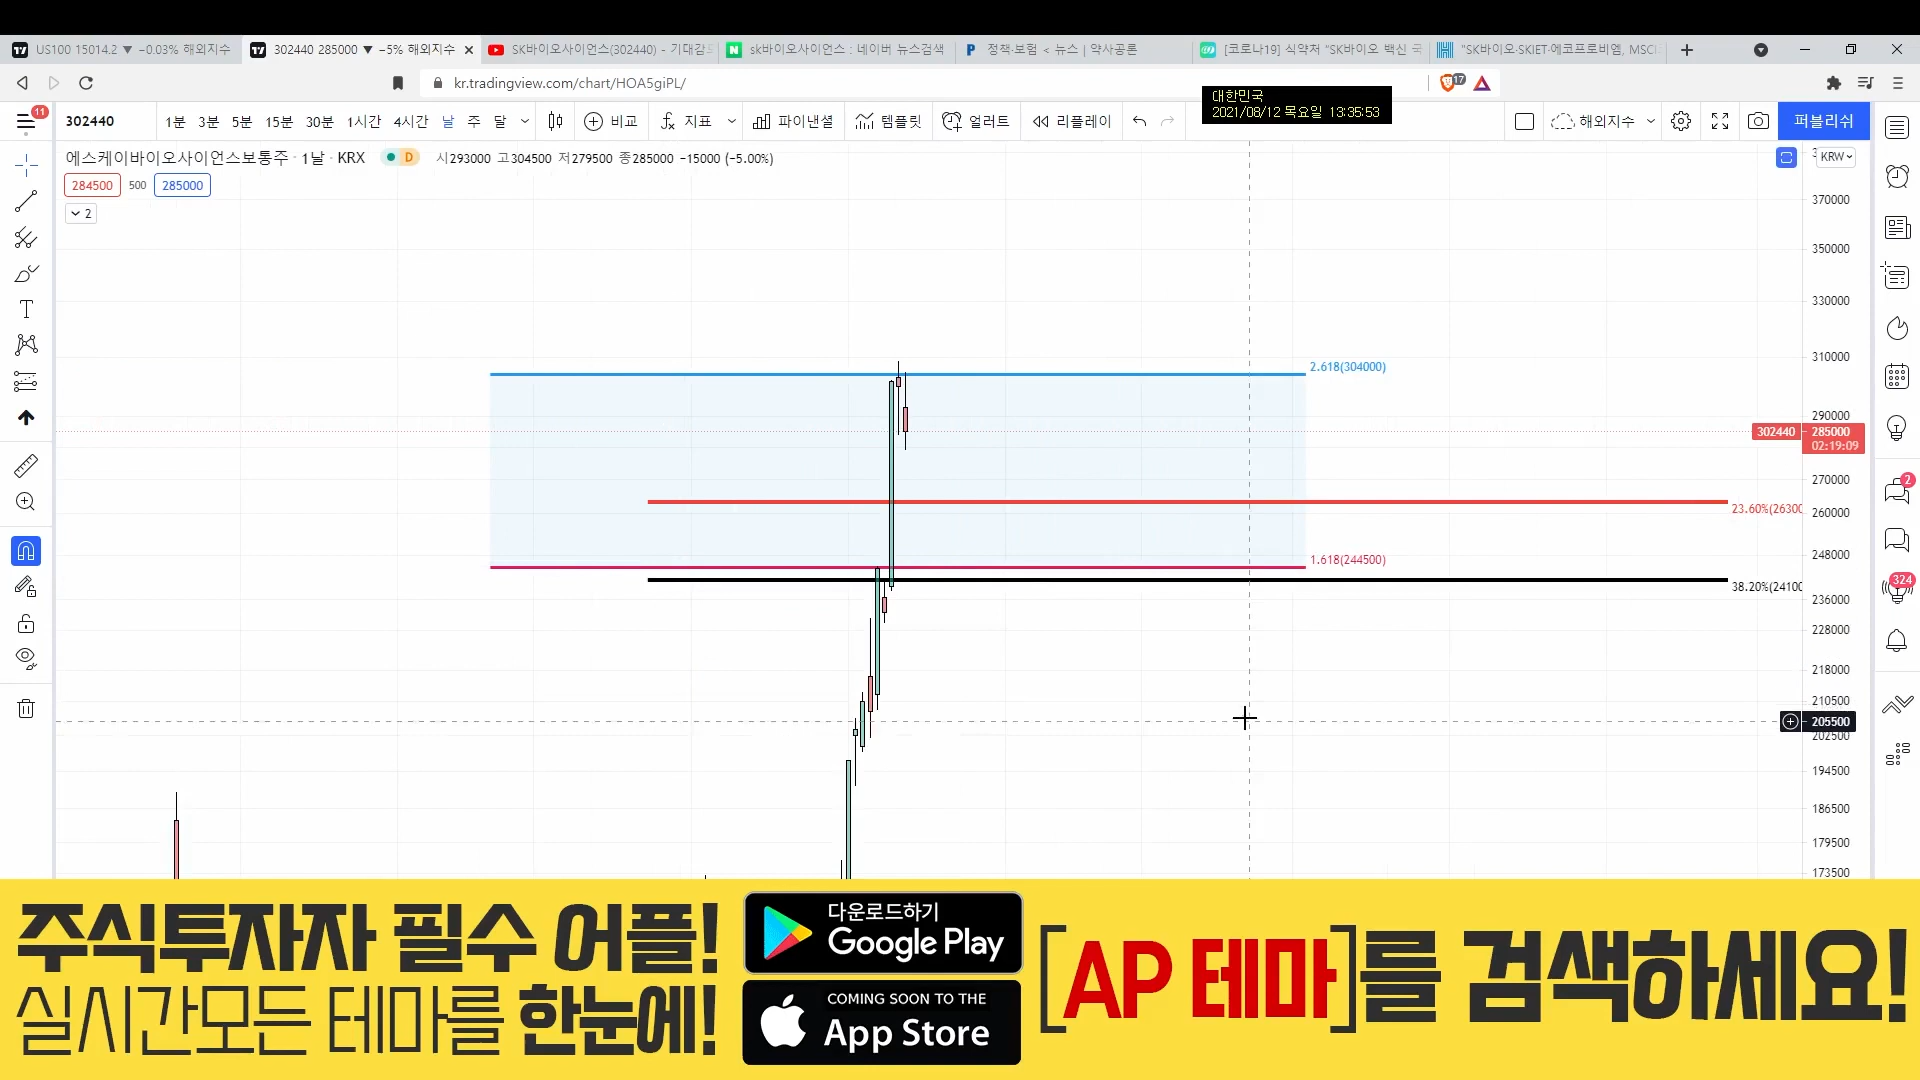 US100 15014.2 ▼ −0.03% 해외지수
302440 285000 ▼ −5% 해외지수
SK바이오사이언스(302440) - 기대감
sk바이오사이언스 : 네이버 뉴스검색
정책·보험 < 뉴스 | 약사공론
[코로나19] 식약처 "SK바이오 백신 국
"SK바이오·SKIET·에코프로비엠, MSCI
kr.tradingview.com/chart/HOA5giPL/
17
대한민국
2021/08/12 목요일 13:35:53
11
302440
1분 3분 5분 15분 30분 1시간 4시간 날 주 달
비교
지표
파이낸셜
템플릿
얼러트
리플레이
해외지수
퍼블리쉬
에스케이바이오사이언스보통주 · 1날 · KRX
D
시293000 고304500 저279500 종285000 −15000 (−5.00%)
KRW
284500 500 285000
2
370000
350000
330000
310000
2.618(304000)
290000
302440 285000
02:19:09
270000
23.60%(26300
260000
248000
1.618(244500)
38.20%(24100
236000
228000
218000
210500
205500
202500
194500
186500
179500
173500
2
324
주식투자자 필수 어플!
실시간모든 테마를 한눈에!
다운로드하기
Google Play
COMING SOON TO THE
App Store
[AP 테마]를 검색하세요!